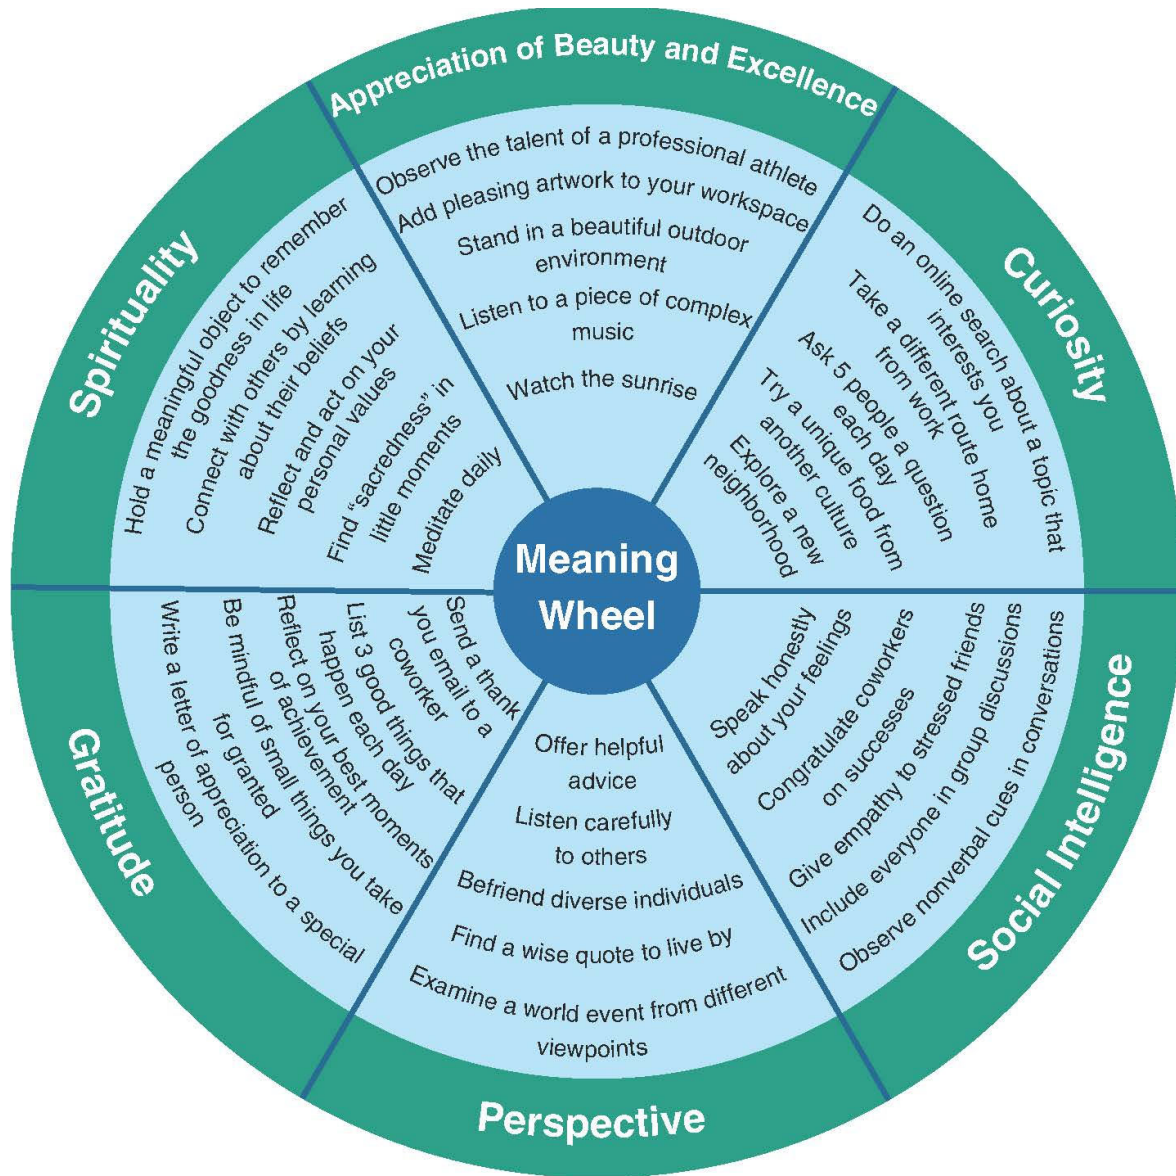 Meaning
Wheel
Appreciation of Beauty and Excellence
Observe the talent of a professional athlete
Add pleasing artwork to your workspace
Stand in a beautiful outdoor
environment
Listen to a piece of complex
music
Watch the sunrise
Curiosity
Do an online search about a topic that
interests you
Take a different route home
from work
Ask 5 people a question
each day
Try a unique food from
another culture
Explore a new
neighborhood
Social Intelligence
Speak honestly
about your feelings
Congratulate coworkers
on successes
Give empathy to stressed friends
Include everyone in group discussions
Observe nonverbal cues in conversations
Perspective
Offer helpful
advice
Listen carefully
to others
Befriend diverse individuals
Find a wise quote to live by
Examine a world event from different
viewpoints
Gratitude
Send a thank
you email to a
coworker
List 3 good things that
happen each day
Reflect on your best moments
of achievement
Be mindful of small things you take
for granted
Write a letter of appreciation to a special
person
Spirituality
Hold a meaningful object to remember
the goodness in life
Connect with others by learning
about their beliefs
Reflect and act on your
personal values
Find “sacredness” in
little moments
Meditate daily